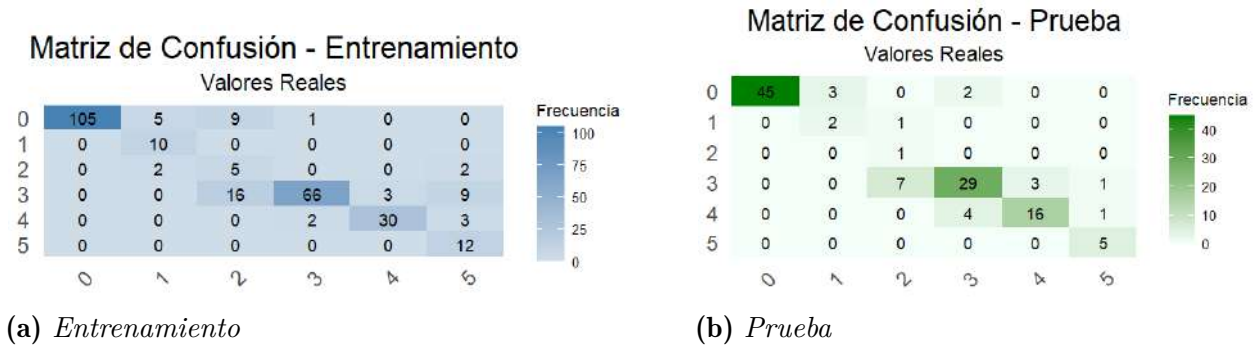 Matriz de Confusión - Entrenamiento
Valores Reales
0 105 5 9 1 0 0
1 0 10 0 0 0 0
2 0 2 5 0 0 2
3 0 0 16 66 3 9
4 0 0 0 2 30 3
5 0 0 0 0 0 12
0 1 2 3 4 5
Frecuencia
100
75
50
25
0
(a) Entrenamiento
Matriz de Confusión - Prueba
Valores Reales
0 45 3 0 2 0 0
1 0 2 1 0 0 0
2 0 0 1 0 0 0
3 0 0 7 29 3 1
4 0 0 0 4 16 1
5 0 0 0 0 0 5
0 1 2 3 4 5
Frecuencia
40
30
20
10
0
(b) Prueba